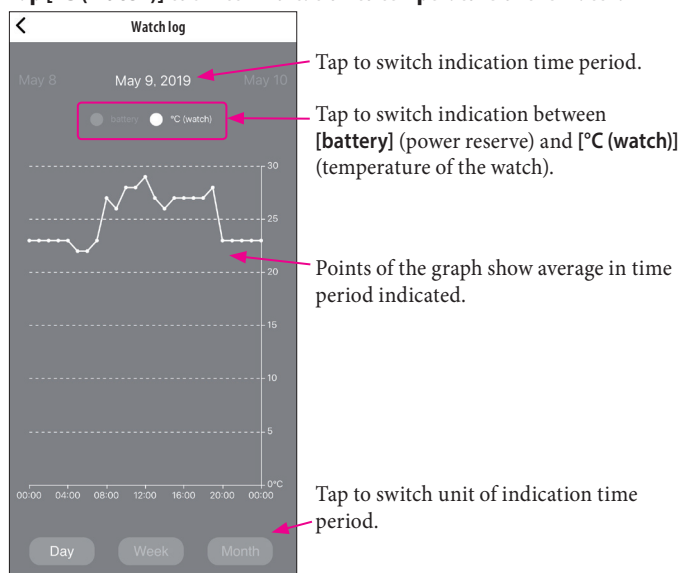 Watch log
May 8 May 9, 2019 May 10
battery °C (watch)
30
25
20
15
10
5
0°C
00:00 04:00 08:00 12:00 16:00 20:00 00:00
Day Week Month
Tap to switch indication time period.
Tap to switch indication between
[battery] (power reserve) and [°C (watch)]
(temperature of the watch).
Points of the graph show average in time
period indicated.
Tap to switch unit of indication time
period.